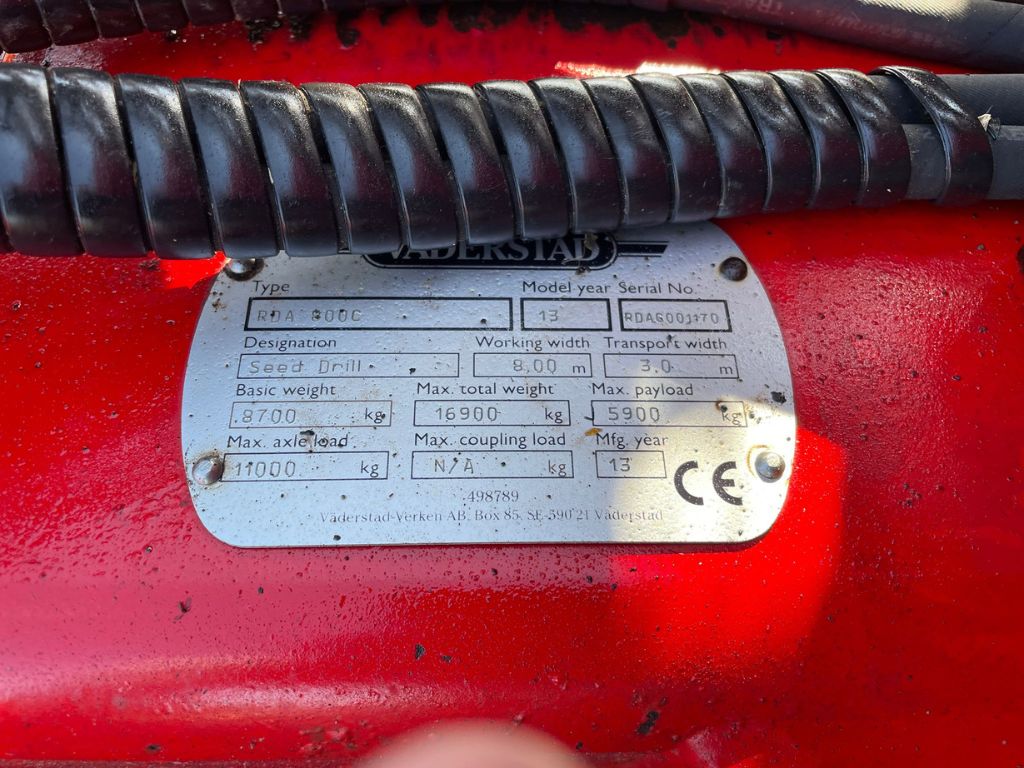 VÄDERSTAD
Type Model year Serial No.
RDA 800C 13
Designation Working width Transport width
Seed Drill 8,00 m 3,0 m
Basic weight Max. total weight Max. payload
8700 kg 16900 kg 5900 kg
Max. axle load Max. coupling load Mfg. year
11000 kg N/A kg 13
CE
498789
Väderstad-Verken AB, Box 85, SE-590 21 Väderstad